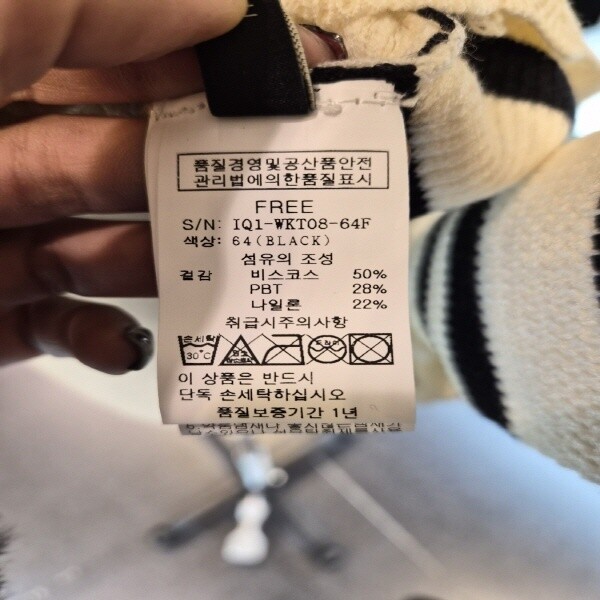 품질경영및공산품안전
관리법에의한품질표시
FREE
S/N: IQ1-WKT08-64F
색상: 64(BLACK)
섬유의 조성
겉감 비스코스 50%
PBT 28%
나일론 22%
취급시주의사항
손세탁
30°C
이 상품은 반드시
단독 손세탁하십시오
품질보증기간 1년